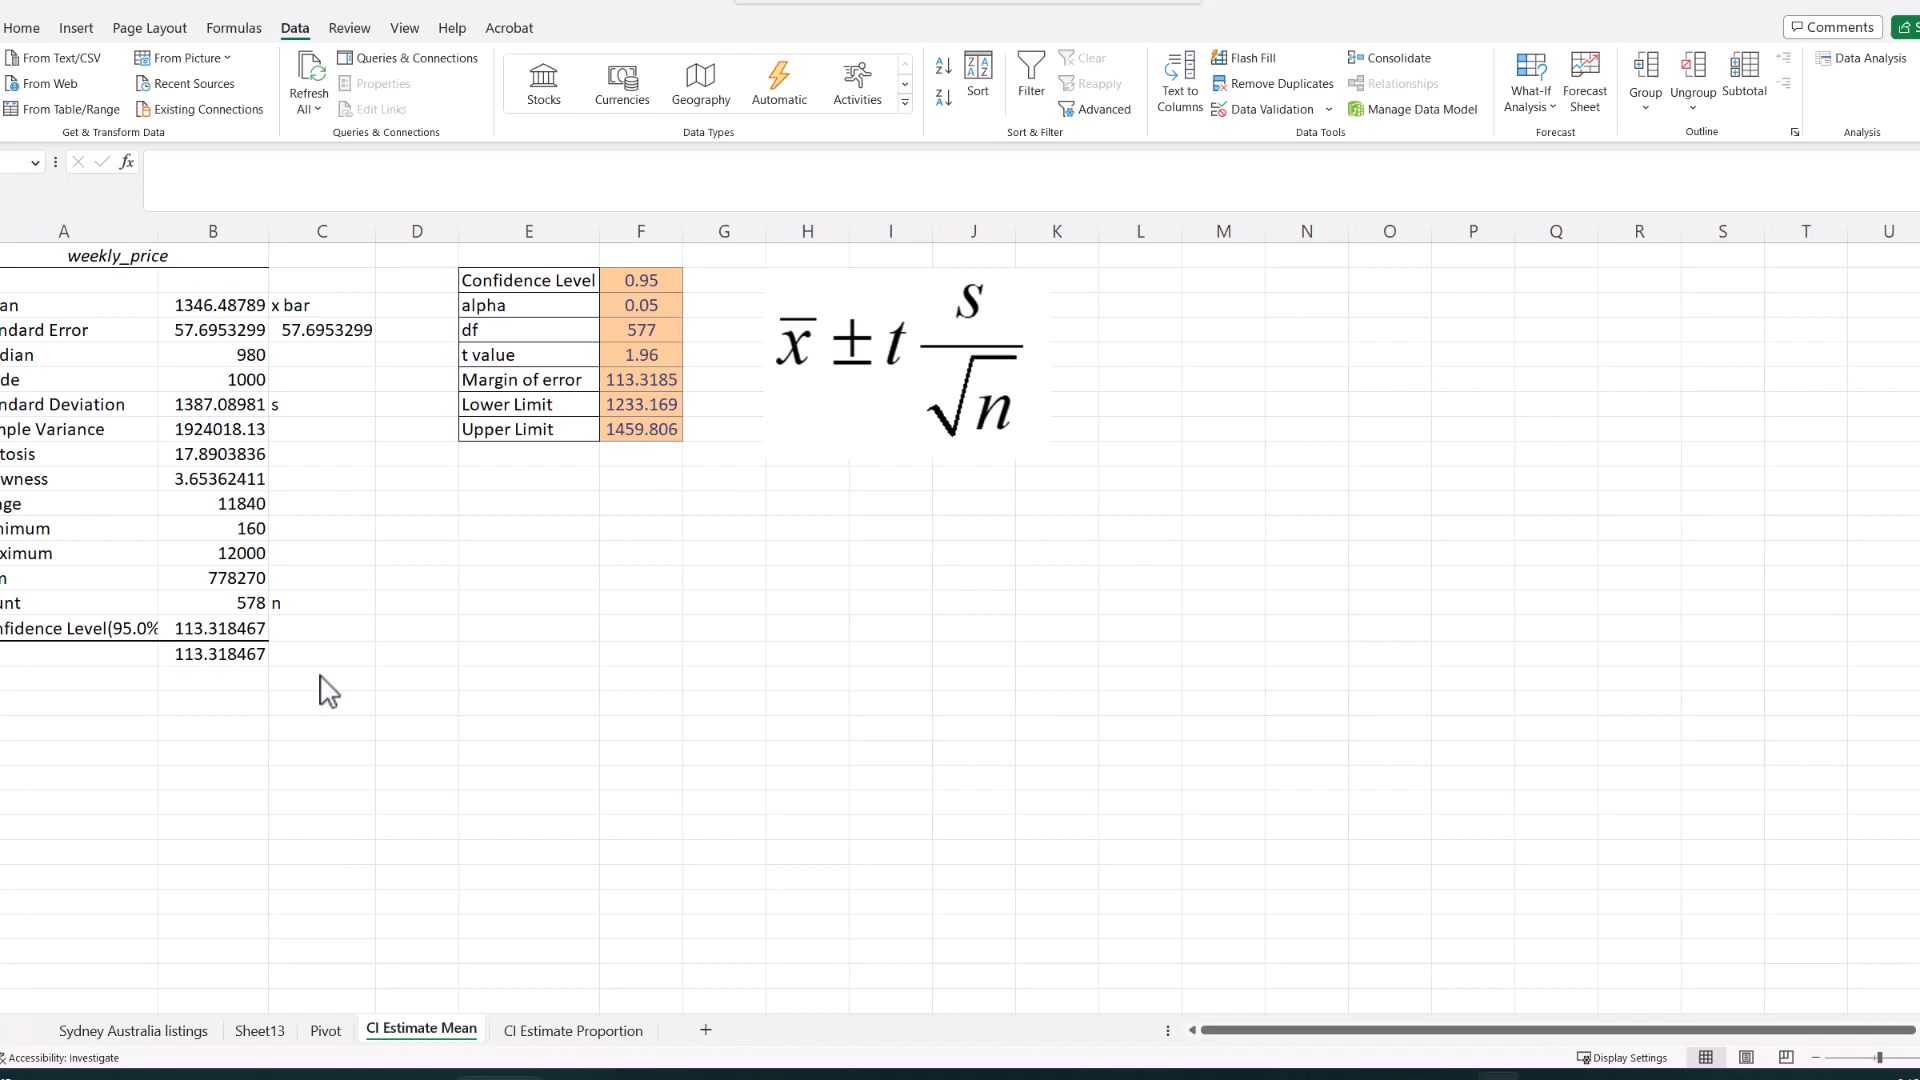 Home Insert Page Layout Formulas Data Review View Help Acrobat Comments S
From Text/CSV From Picture Queries & Connections Clear Flash Fill Consolidate Data Analysis
From Web Recent Sources Refresh All Properties Stocks Currencies Geography Automatic Activities Sort Filter Reapply Text to Columns Remove Duplicates Relationships What-If Analysis Forecast Sheet Group Ungroup Subtotal
From Table/Range Existing Connections Edit Links Advanced Data Validation Manage Data Model
Get & Transform Data Queries & Connections Data Types Sort & Filter Data Tools Forecast Outline Analysis
fx
A B C D E F G H I J K L M N O P Q R S T U
weekly_price
Confidence Level 0.95
an 1346.48789 x bar alpha 0.05
ndard Error 57.6953299 57.6953299 df 577
dian 980 t value 1.96
de 1000 Margin of error 113.3185
ndard Deviation 1387.08981 s Lower Limit 1233.169
mple Variance 1924018.13 Upper Limit 1459.806
tosis 17.8903836
wness 3.65362411
nge 11840
nimum 160
ximum 12000
m 778270
unt 578 n
nfidence Level(95.0% 113.318467
113.318467
x̅ ± t s / √n
Sydney Australia listings Sheet13 Pivot CI Estimate Mean CI Estimate Proportion
Accessibility: Investigate Display Settings